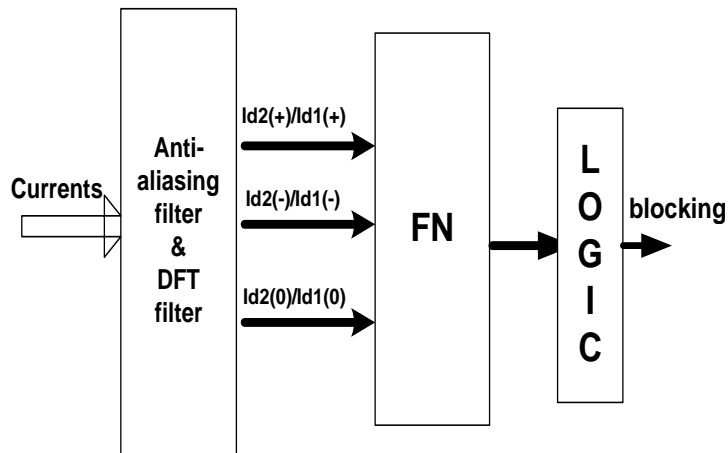 Currents
Anti-
aliasing
filter
&
DFT
filter
Id2(+)/Id1(+)
Id2(-)/Id1(-)
Id2(0)/Id1(0)
FN
L
O
G
I
C
blocking